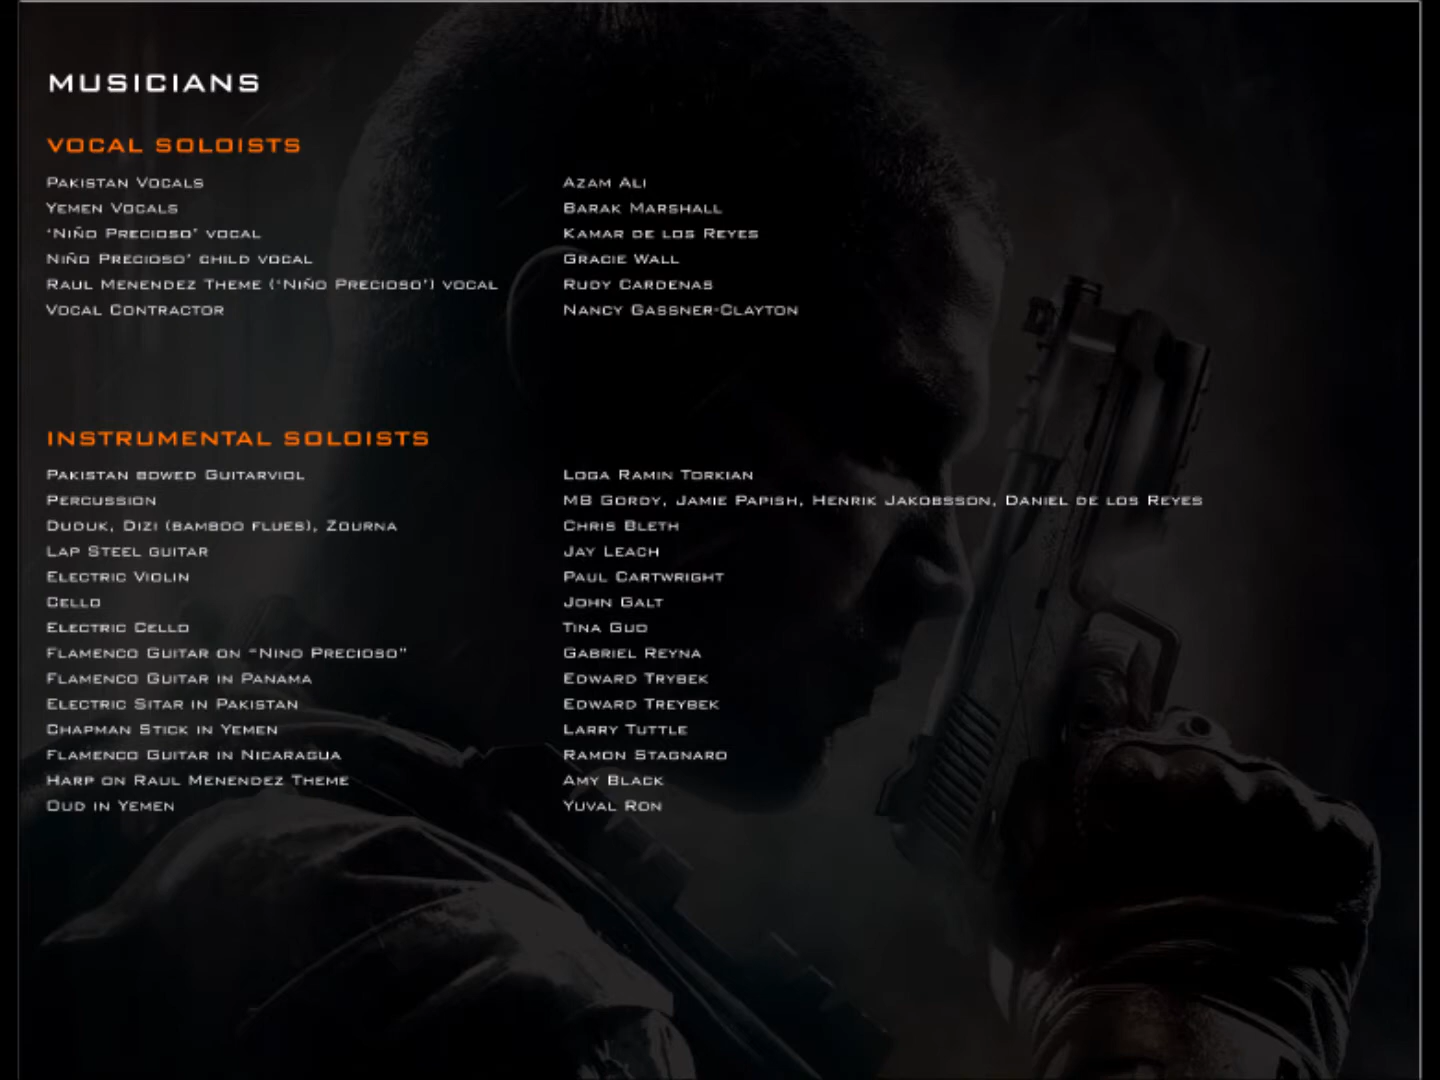 MUSICIANS
VOCAL SOLOISTS
PAKISTAN VOCALS AZAM ALI
YEMEN VOCALS BARAK MARSHALL
'NIÑO PRECIOSO' VOCAL KAMAR DE LOS REYES
NIÑO PRECIOSO' CHILD VOCAL GRACIE WALL
RAUL MENENDEZ THEME ('NIÑO PRECIOSO') VOCAL RUDY CARDENAS
VOCAL CONTRACTOR NANCY GASSNER-CLAYTON
INSTRUMENTAL SOLOISTS
PAKISTAN BOWED GUITARVIOL LOGA RAMIN TORKIAN
PERCUSSION MB GORDY, JAMIE PAPISH, HENRIK JAKOBSSON, DANIEL DE LOS REYES
DUDUK, DIZI (BAMBOO FLUES), ZOURNA CHRIS BLETH
LAP STEEL GUITAR JAY LEACH
ELECTRIC VIOLIN PAUL CARTWRIGHT
CELLO JOHN GALT
ELECTRIC CELLO TINA GUO
FLAMENCO GUITAR ON "NINO PRECIOSO" GABRIEL REYNA
FLAMENCO GUITAR IN PANAMA EDWARD TRYBEK
ELECTRIC SITAR IN PAKISTAN EDWARD TREYBEK
CHAPMAN STICK IN YEMEN LARRY TUTTLE
FLAMENCO GUITAR IN NICARAGUA RAMON STAGNARO
HARP ON RAUL MENENDEZ THEME AMY BLACK
OUD IN YEMEN YUVAL RON